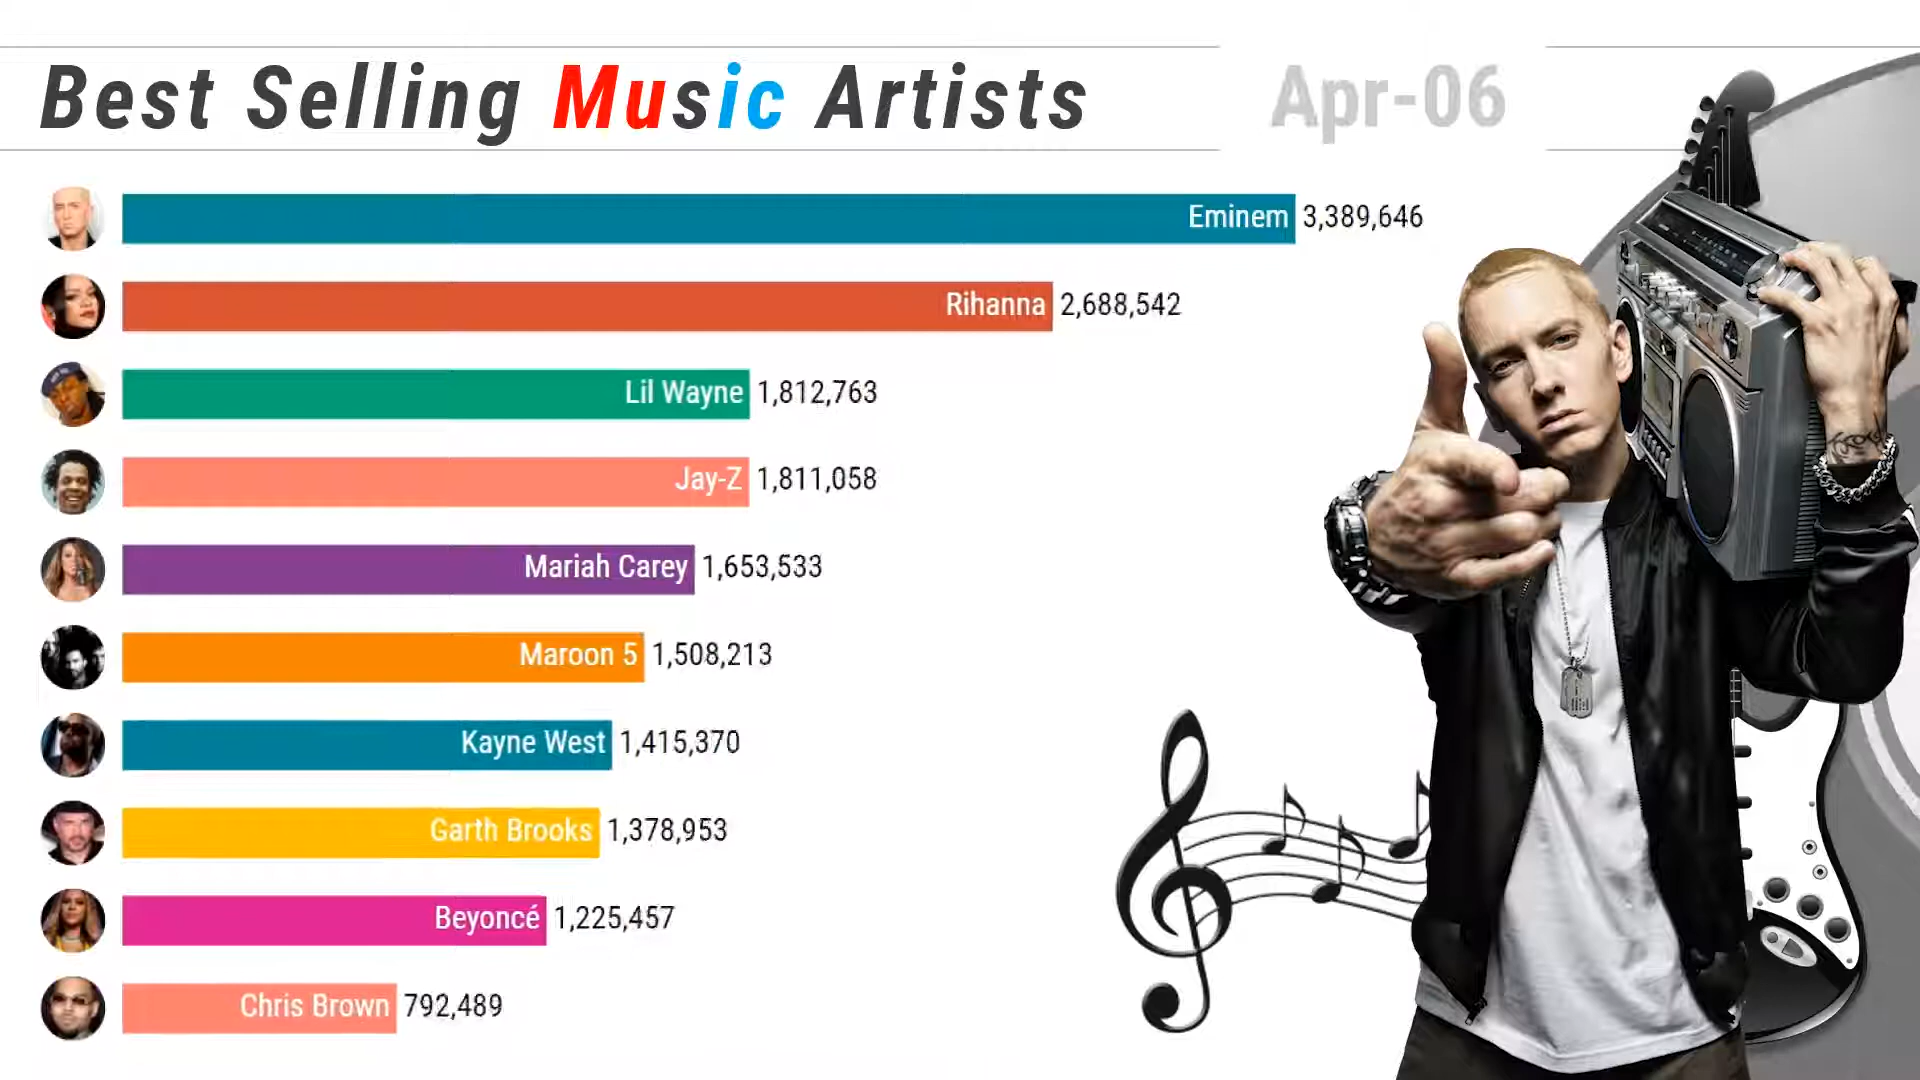 Best Selling Music Artists
Apr-06
Eminem 3,389,646
Rihanna 2,688,542
Lil Wayne 1,812,763
Jay-Z 1,811,058
Mariah Carey 1,653,533
Maroon 5 1,508,213
Kayne West 1,415,370
Garth Brooks 1,378,953
Beyoncé 1,225,457
Chris Brown 792,489